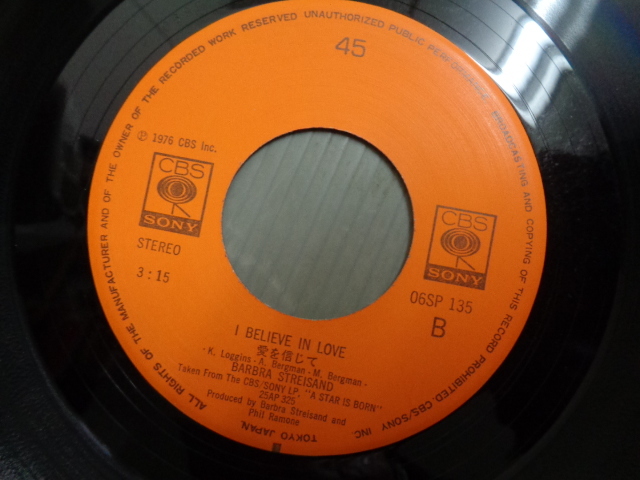 ALL RIGHTS OF THE MANUFACTURER AND OF THE OWNER OF THE RECORDED WORK RESERVED UNAUTHORIZED PUBLIC PERFORMANCE, BROADCASTING AND COPYING OF THIS RECORD PROHIBITED. CBS/SONY INC.
TOKYO JAPAN
45
℗ 1976 CBS Inc.
CBS
SONY
CBS
SONY
STEREO
3:15
06SP 135
B
I BELIEVE IN LOVE
愛を信じて
- K. Loggins - A. Bergman - M. Bergman -
BARBRA STREISAND
Taken From The CBS/SONY LP "A STAR IS BORN"
25AP 325
Produced by Barbra Streisand and
Phil Ramone